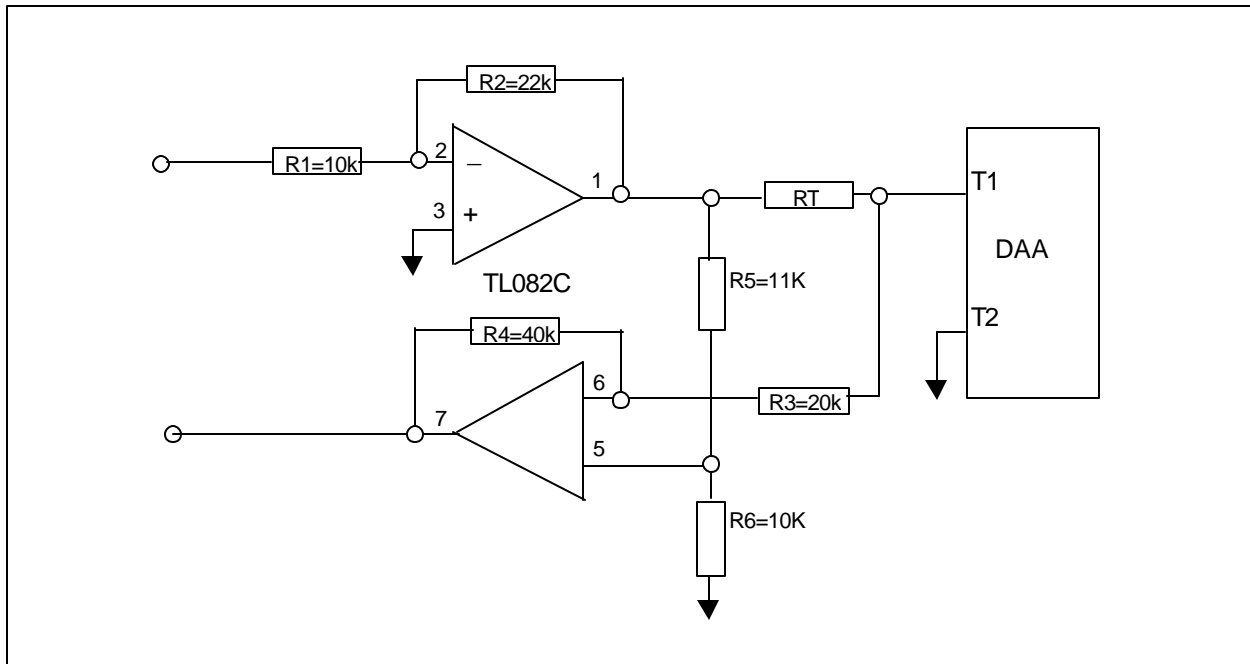 R2=22k
R1=10k
2
−
3
+
1
RT
T1
DAA
TL082C
R5=11K
T2
R4=40k
6
R3=20k
7
5
R6=10K